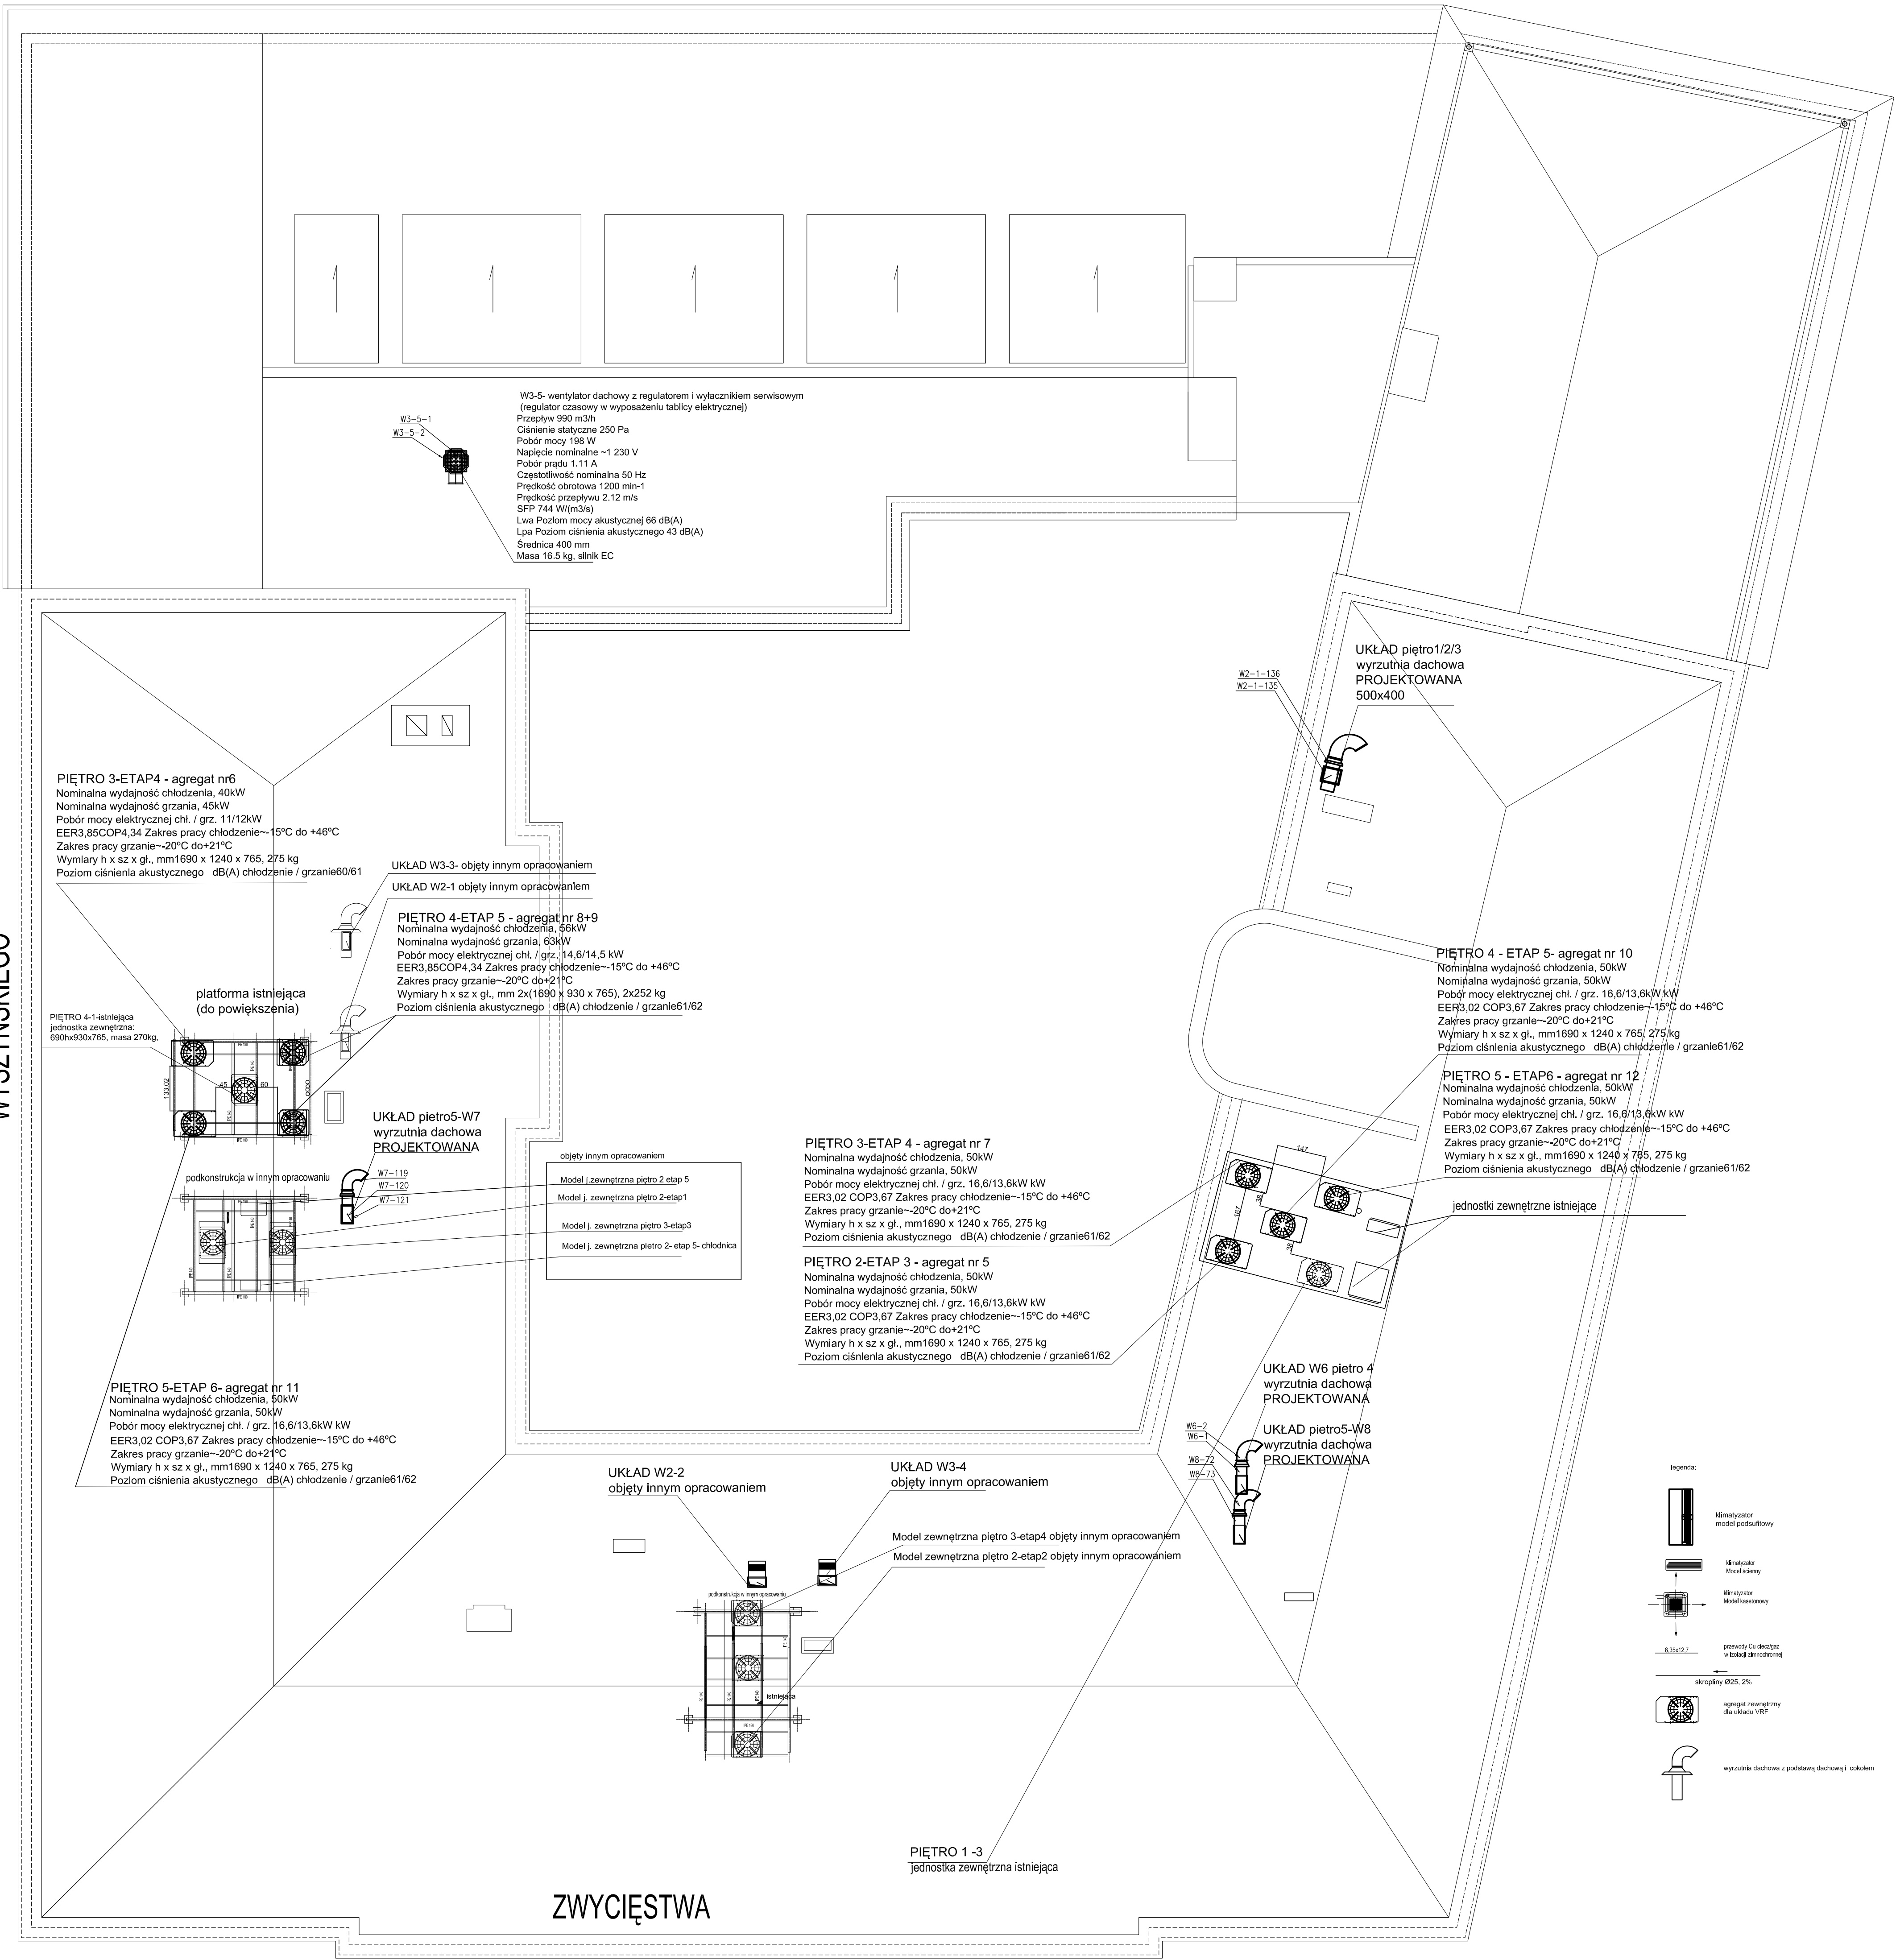 W3-5- wentylator dachowy z regulatorem i wyłacznikiem serwisowym
(regulator czasowy w wyposażeniu tablicy elektrycznej)
Przepływ 990 m3/h
Ciśnienie statyczne 250 Pa
Pobór mocy 198 W
Napięcie nominalne ~1 230 V
Pobór prądu 1.11 A
Częstotliwość nominalna 50 Hz
Prędkość obrotowa 1200 min-1
Prędkość przepływu 2.12 m/s
SFP 744 W/(m3/s)
Lwa Poziom mocy akustycznej 66 dB(A)
Lpa Poziom ciśnienia akustycznego 43 dB(A)
Średnica 400 mm
Masa 16.5 kg, silnik EC
W3-5-1
W3-5-2
UKŁAD piętro1/2/3
wyrzutnia dachowa
PROJEKTOWANA
500x400
W2-1-136
W2-1-135
PIĘTRO 3-ETAP4 - agregat nr6
Nominalna wydajność chłodzenia, 40kW
Nominalna wydajność grzania, 45kW
Pobór mocy elektrycznej chł. / grz. 11/12kW
EER3,85COP4,34 Zakres pracy chłodzenie~-15ºC do +46ºC
Zakres pracy grzanie~-20ºC do+21ºC
Wymiary h x sz x gł., mm1690 x 1240 x 765, 275 kg
Poziom ciśnienia akustycznego dB(A) chłodzenie / grzanie60/61
UKŁAD W3-3- objęty innym opracowaniem
UKŁAD W2-1 objęty innym opracowaniem
PIĘTRO 4-ETAP 5 - agregat nr 8+9
Nominalna wydajność chłodzenia, 56kW
Nominalna wydajność grzania, 63kW
Pobór mocy elektrycznej chł. / grz. 14,6/14,5 kW
EER3,85COP4,34 Zakres pracy chłodzenie~-15ºC do +46ºC
Zakres pracy grzanie~-20ºC do+21ºC
Wymiary h x sz x gł., mm 2x(1690 x 930 x 765), 2x252 kg
Poziom ciśnienia akustycznego dB(A) chłodzenie / grzanie61/62
platforma istniejąca
(do powiększenia)
PIĘTRO 4-1-istniejąca
jednostka zewnętrzna:
690hx930x765, masa 270kg,
133,02
45
60
UKŁAD pietro5-W7
wyrzutnia dachowa
PROJEKTOWANA
W7-119
W7-120
W7-121
podkonstrukcja w innym opracowaniu
objęty innym opracowaniem
Model j.zewnętrzna piętro 2 etap 5
Model j. zewnętrzna piętro 2-etap1
Model j. zewnętrzna piętro 3-etap3
Model j. zewnętrzna pietro 2- etap 5- chłodnica
PIĘTRO 3-ETAP 4 - agregat nr 7
Nominalna wydajność chłodzenia, 50kW
Nominalna wydajność grzania, 50kW
Pobór mocy elektrycznej chł. / grz. 16,6/13,6kW kW
EER3,02 COP3,67 Zakres pracy chłodzenie~-15ºC do +46ºC
Zakres pracy grzanie~-20ºC do+21ºC
Wymiary h x sz x gł., mm1690 x 1240 x 765, 275 kg
Poziom ciśnienia akustycznego dB(A) chłodzenie / grzanie61/62
PIĘTRO 2-ETAP 3 - agregat nr 5
Nominalna wydajność chłodzenia, 50kW
Nominalna wydajność grzania, 50kW
Pobór mocy elektrycznej chł. / grz. 16,6/13,6kW kW
EER3,02 COP3,67 Zakres pracy chłodzenie~-15ºC do +46ºC
Zakres pracy grzanie~-20ºC do+21ºC
Wymiary h x sz x gł., mm1690 x 1240 x 765, 275 kg
Poziom ciśnienia akustycznego dB(A) chłodzenie / grzanie61/62
PIĘTRO 4 - ETAP 5- agregat nr 10
Nominalna wydajność chłodzenia, 50kW
Nominalna wydajność grzania, 50kW
Pobór mocy elektrycznej chł. / grz. 16,6/13,6kW kW
EER3,02 COP3,67 Zakres pracy chłodzenie~-15ºC do +46ºC
Zakres pracy grzanie~-20ºC do+21ºC
Wymiary h x sz x gł., mm1690 x 1240 x 765, 275 kg
Poziom ciśnienia akustycznego dB(A) chłodzenie / grzanie61/62
PIĘTRO 5 - ETAP6 - agregat nr 12
Nominalna wydajność chłodzenia, 50kW
Nominalna wydajność grzania, 50kW
Pobór mocy elektrycznej chł. / grz. 16,6/13,6kW kW
EER3,02 COP3,67 Zakres pracy chłodzenie~-15ºC do +46ºC
Zakres pracy grzanie~-20ºC do+21ºC
Wymiary h x sz x gł., mm1690 x 1240 x 765, 275 kg
Poziom ciśnienia akustycznego dB(A) chłodzenie / grzanie61/62
147
38
167
38
jednostki zewnętrzne istniejące
PIĘTRO 5-ETAP 6- agregat nr 11
Nominalna wydajność chłodzenia, 50kW
Nominalna wydajność grzania, 50kW
Pobór mocy elektrycznej chł. / grz. 16,6/13,6kW kW
EER3,02 COP3,67 Zakres pracy chłodzenie~-15ºC do +46ºC
Zakres pracy grzanie~-20ºC do+21ºC
Wymiary h x sz x gł., mm1690 x 1240 x 765, 275 kg
Poziom ciśnienia akustycznego dB(A) chłodzenie / grzanie61/62
UKŁAD W6 pietro 4
wyrzutnia dachowa
PROJEKTOWANA
W6-2
W6-1
UKŁAD pietro5-W8
wyrzutnia dachowa
PROJEKTOWANA
W8-72
W8-73
UKŁAD W2-2
objęty innym opracowaniem
UKŁAD W3-4
objęty innym opracowaniem
Model zewnętrzna piętro 3-etap4 objęty innym opracowaniem
Model zewnętrzna piętro 2-etap2 objęty innym opracowaniem
podkonstrukcja w innym opracowaniu
istniejąca
PIĘTRO 1 -3
jednostka zewnętrzna istniejąca
ZWYCIĘSTWA
legenda:
klimatyzator
model podsufitowy
klimatyzator
Model ścienny
klimatyzator
Modell kasetonowy
6,35x12,7
przewody Cu ciecz/gaz
w izolacji zimnochronnej
skropliny Ø25, 2%
agregat zewnętrzny
dla układu VRF
wyrzutnia dachowa z podstawą dachową i cokołem